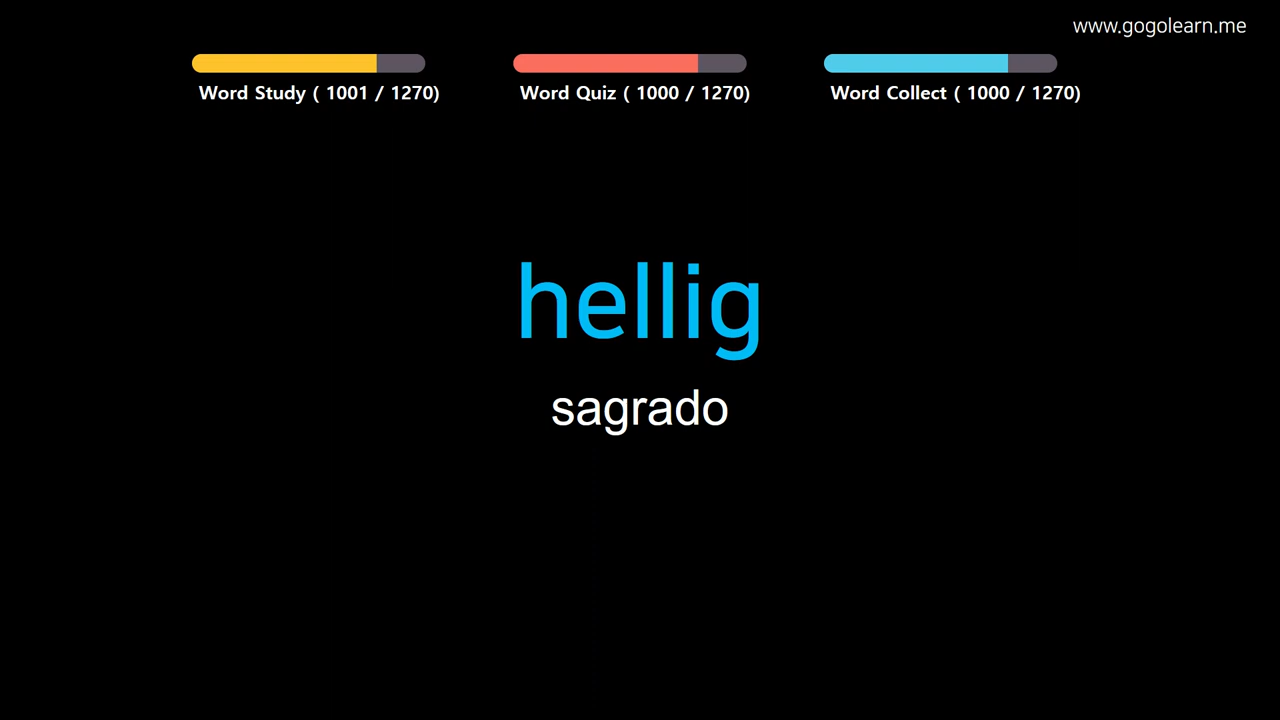 www.gogolearn.me
Word Study ( 1001 / 1270)
Word Quiz ( 1000 / 1270)
Word Collect ( 1000 / 1270)
hellig
sagrado